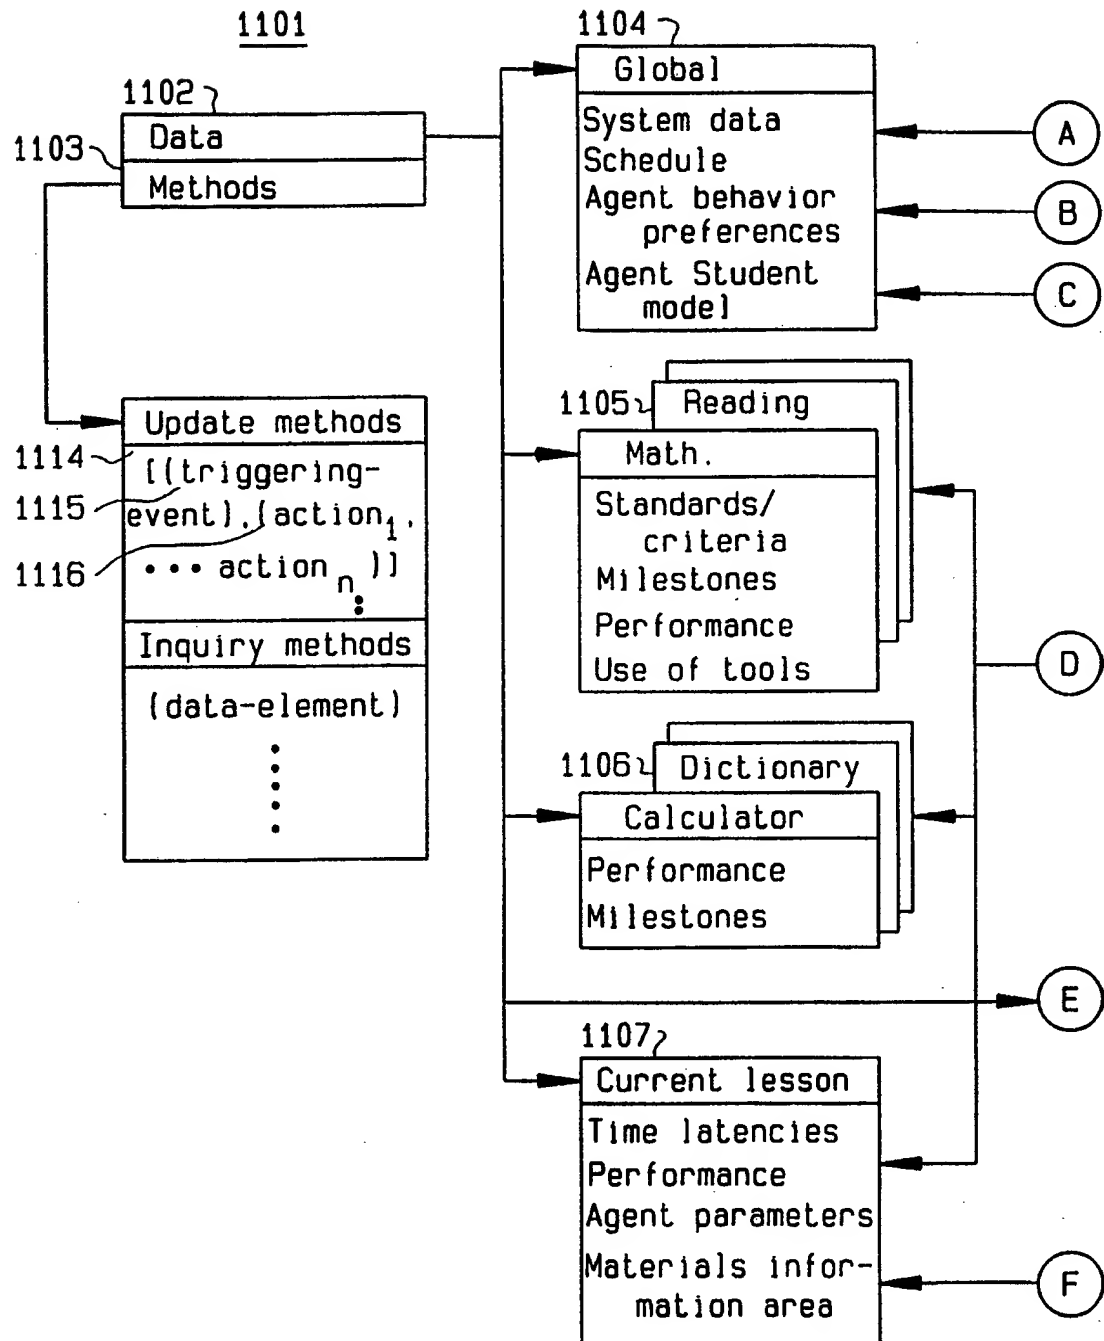 1101
1102
Data
1103
Methods
Update methods
1114
[((triggering-
1115
event),(action1,
1116
••• action n )]]
Inquiry methods
(data-element)
1104
Global
System data
Schedule
Agent behavior
preferences
Agent Student
model
A
B
C
1105
Reading
Math.
Standards/
criteria
Milestones
Performance
Use of tools
D
1106
Dictionary
Calculator
Performance
Milestones
E
1107
Current lesson
Time latencies
Performance
Agent parameters
Materials infor-
mation area
F